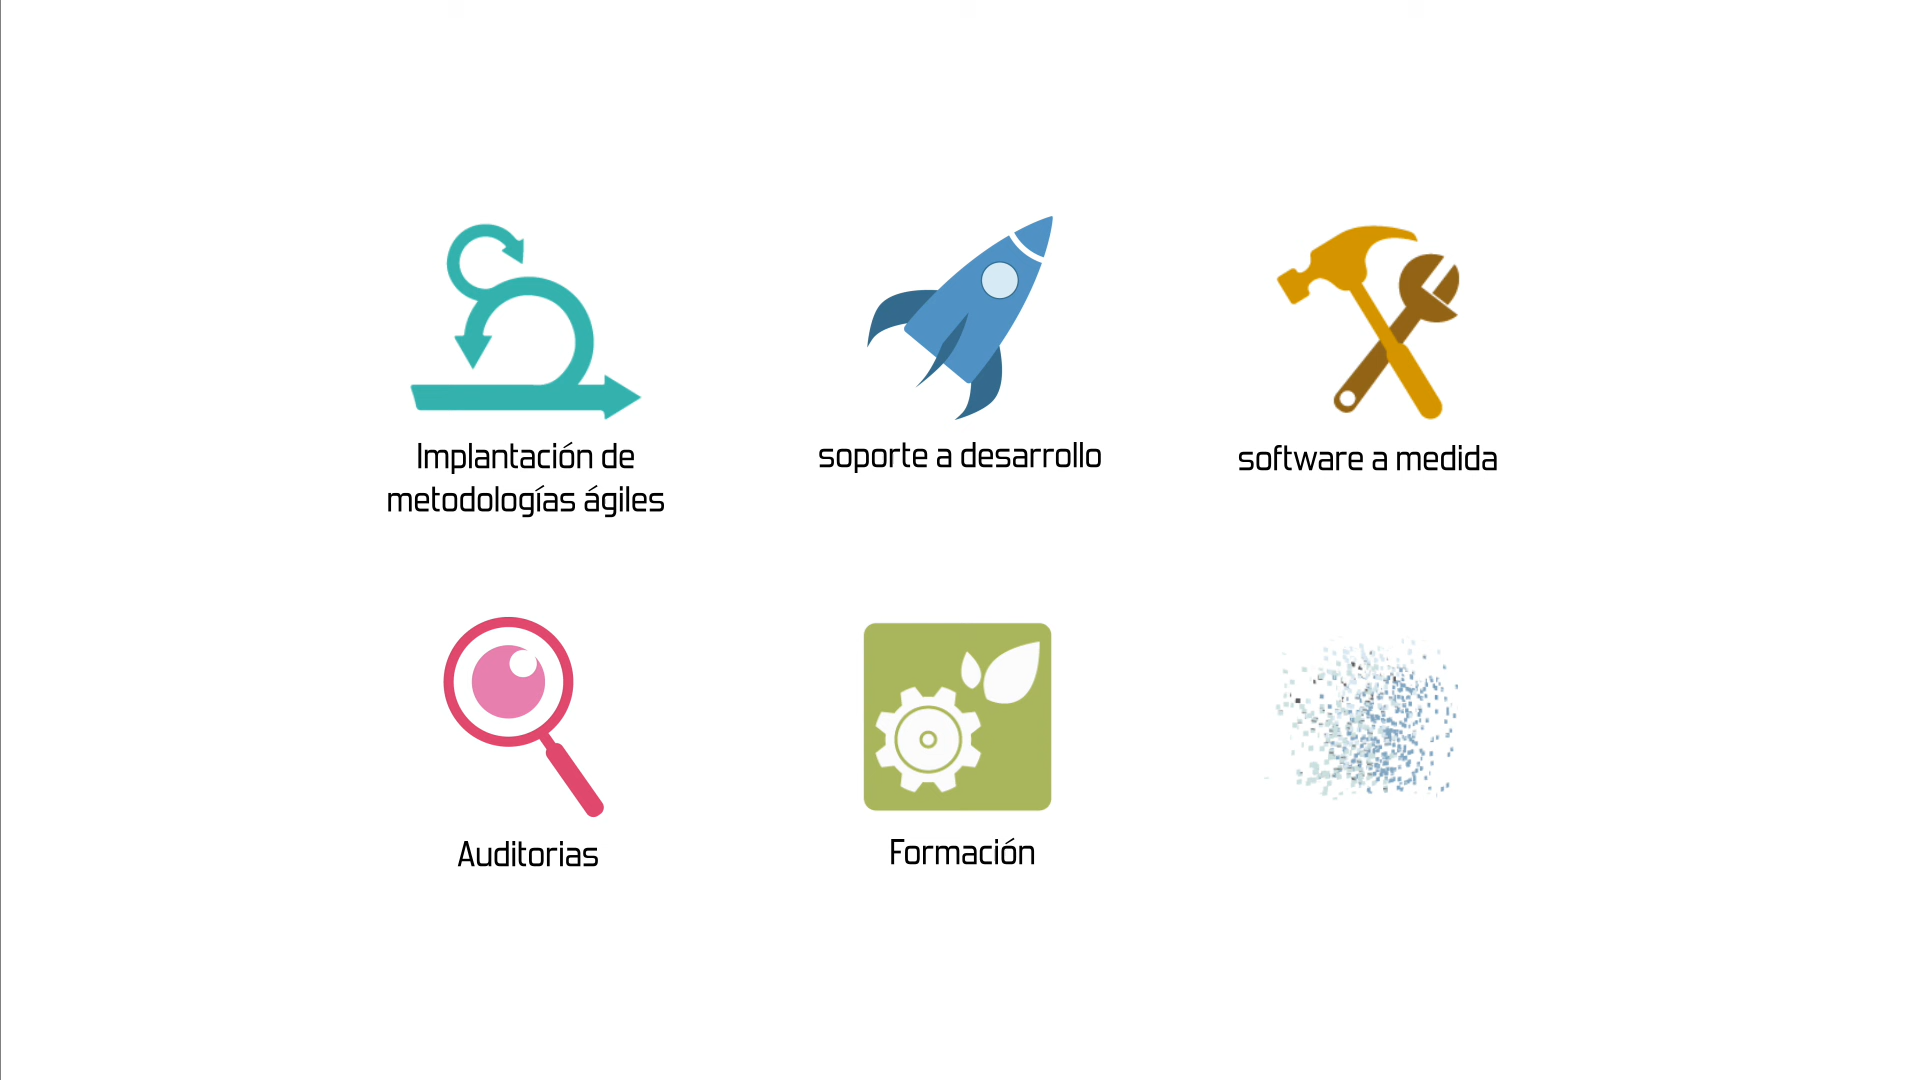 Implantación de
metodologías ágiles
soporte a desarrollo
software a medida
Auditorias
Formación